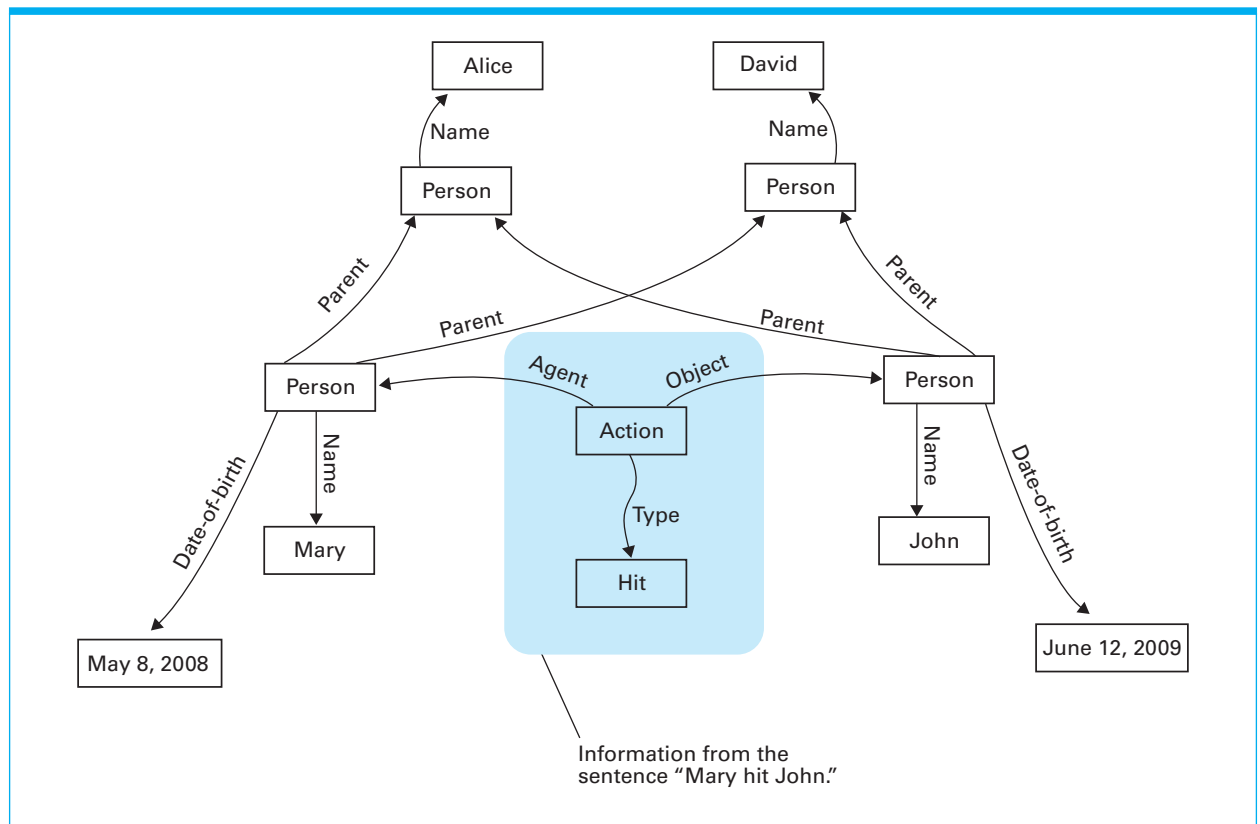 Alice
David
Name
Name
Person
Person
Parent
Parent
Parent
Parent
Agent
Object
Person
Person
Action
Name
Name
Date-of-birth
Date-of-birth
Type
Mary
John
Hit
May 8, 2008
June 12, 2009
Information from the
sentence “Mary hit John.”